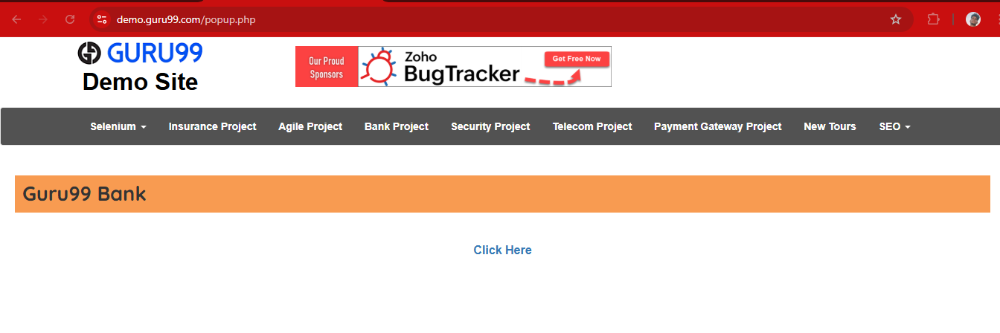 demo.guru99.com/popup.php
GURU99
Demo Site
Our Proud
Sponsors
Zoho
BugTracker
Get Free Now
Selenium Insurance Project Agile Project Bank Project Security Project Telecom Project Payment Gateway Project New Tours SEO
Guru99 Bank
Click Here